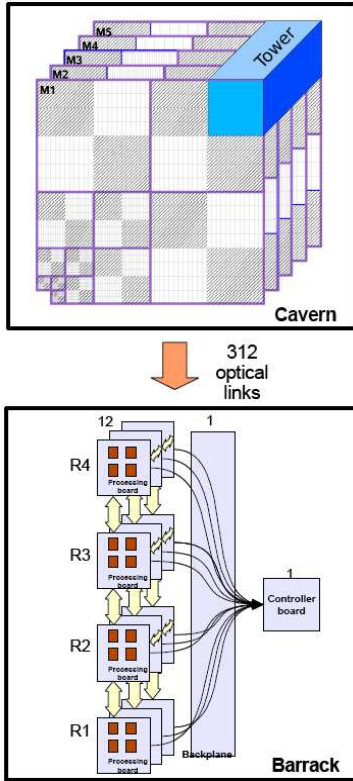 M5
M4
M3
M2
M1
Tower
Cavern
312
optical
links
12
1
R4
Processing
board
R3
Processing
board
1
Controller
board
R2
Processing
board
R1
Processing
board
Backplane
Barrack